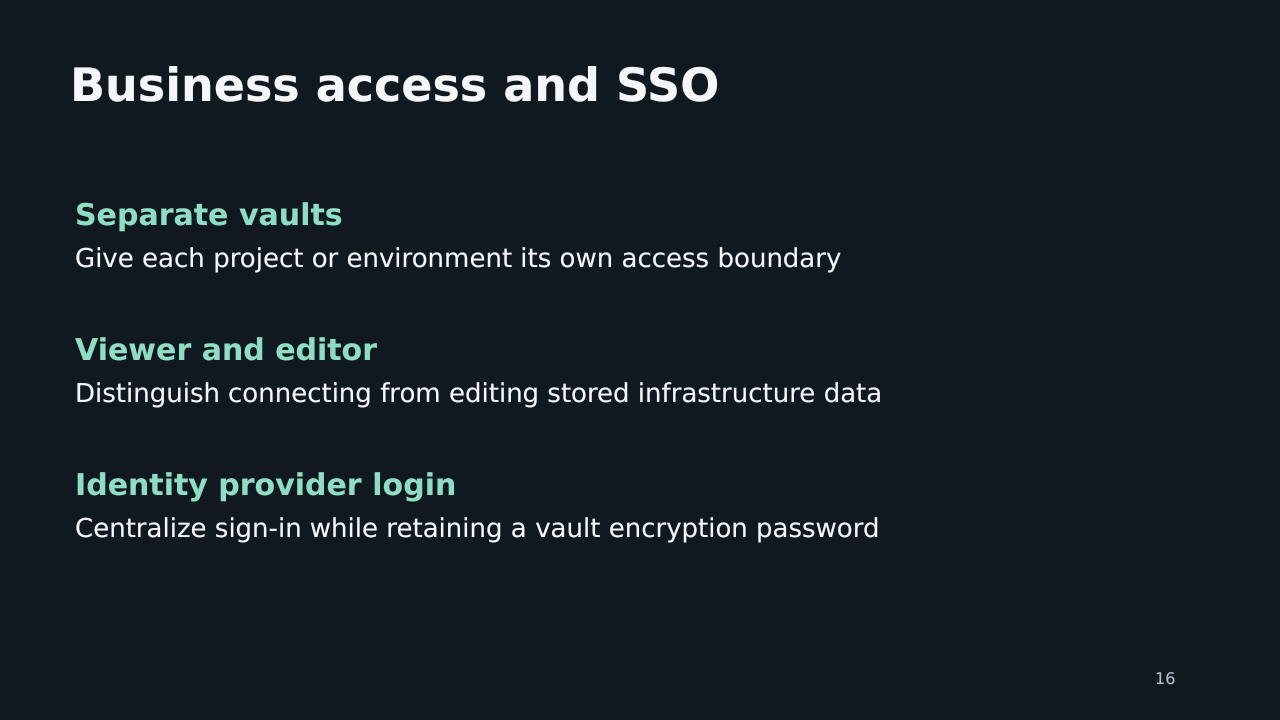 Business access and SSO
Separate vaults
Give each project or environment its own access boundary
Viewer and editor
Distinguish connecting from editing stored infrastructure data
Identity provider login
Centralize sign-in while retaining a vault encryption password
16